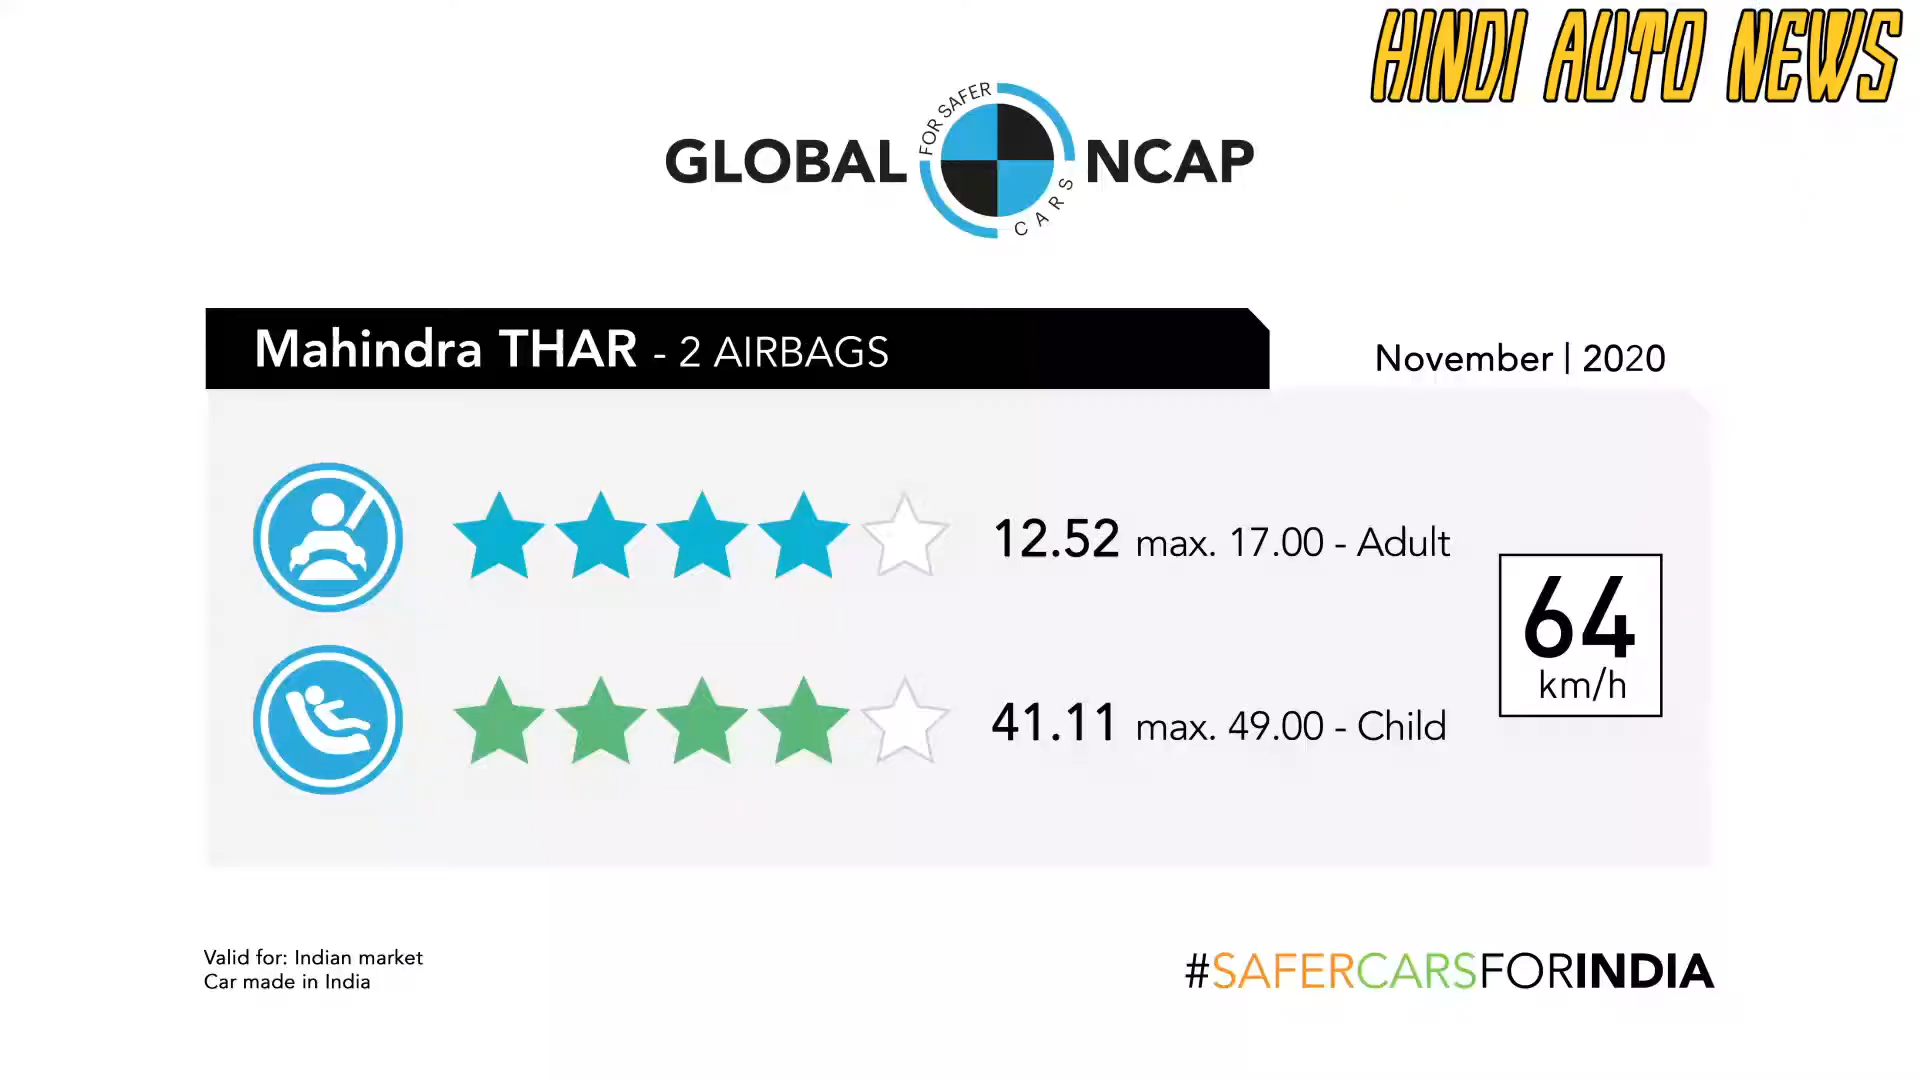 HINDI AUTO NEWS
GLOBAL FOR SAFER CARS NCAP
Mahindra THAR - 2 AIRBAGS
November | 2020
12.52 max. 17.00 - Adult
41.11 max. 49.00 - Child
64
km/h
Valid for: Indian market
Car made in India
#SAFERCARSFORINDIA